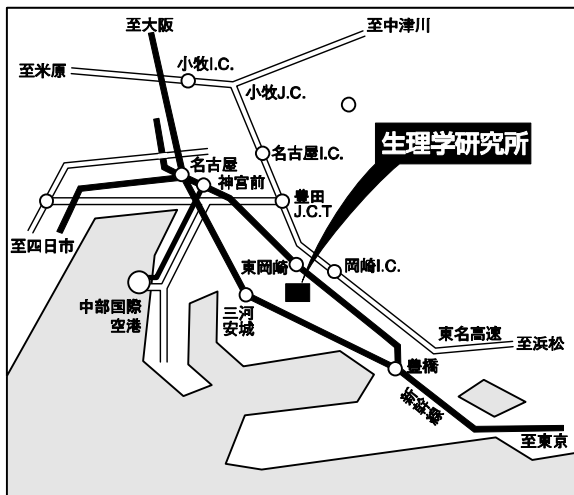 至大阪
至中津川
至米原
小牧I.C.
小牧J.C.
生理学研究所
名古屋I.C.
名古屋
神宮前
豊田
J.C.T
至四日市
東岡崎
岡崎I.C.
中部国際
空港
三河
安城
東名高速
至浜松
豊橋
新幹線
至東京